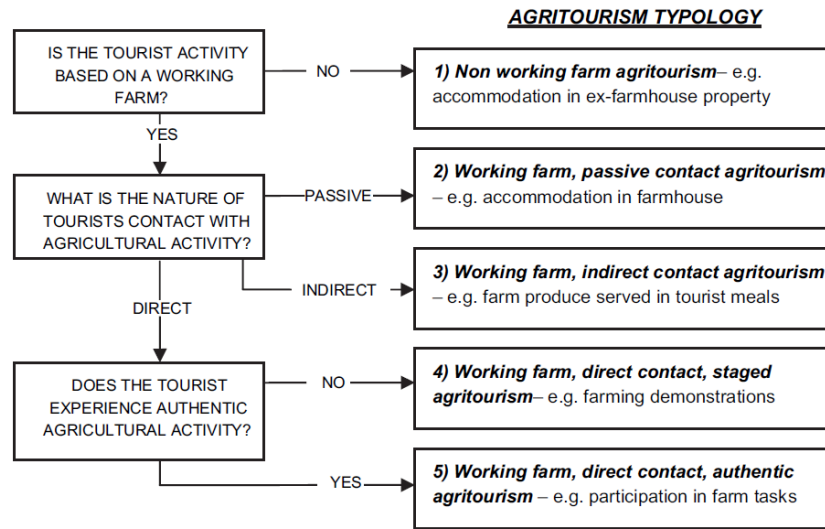 AGRITOURISM TYPOLOGY
IS THE TOURIST ACTIVITY
BASED ON A WORKING
FARM?
NO
1) Non working farm agritourism– e.g.
accommodation in ex-farmhouse property
YES
WHAT IS THE NATURE OF
TOURISTS CONTACT WITH
AGRICULTURAL ACTIVITY?
PASSIVE
2) Working farm, passive contact agritourism
– e.g. accommodation in farmhouse
INDIRECT
3) Working farm, indirect contact agritourism
– e.g. farm produce served in tourist meals
DIRECT
DOES THE TOURIST
EXPERIENCE AUTHENTIC
AGRICULTURAL ACTIVITY?
NO
4) Working farm, direct contact, staged
agritourism– e.g. farming demonstrations
YES
5) Working farm, direct contact, authentic
agritourism – e.g. participation in farm tasks